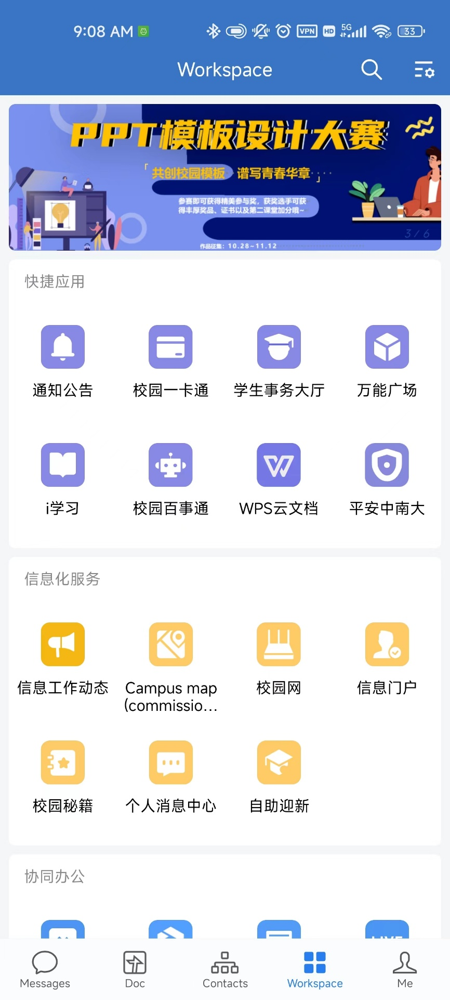 9:08 AM
VPN
HD
5G
33
Workspace
PPT模板设计大赛
「共创校园模板 谱写青春华章」
参赛即可获得精美参与奖，获奖选手可获
得丰厚奖品、证书以及第二课堂加分哦~
作品征集：10.28~11.12
3/6
快捷应用
通知公告
校园一卡通
学生事务大厅
万能广场
i学习
校园百事通
WPS云文档
平安中南大
信息化服务
信息工作动态
Campus map
(commissio...
校园网
信息门户
校园秘籍
个人消息中心
自助迎新
协同办公
LIVE
Messages
Doc
Contacts
Workspace
Me